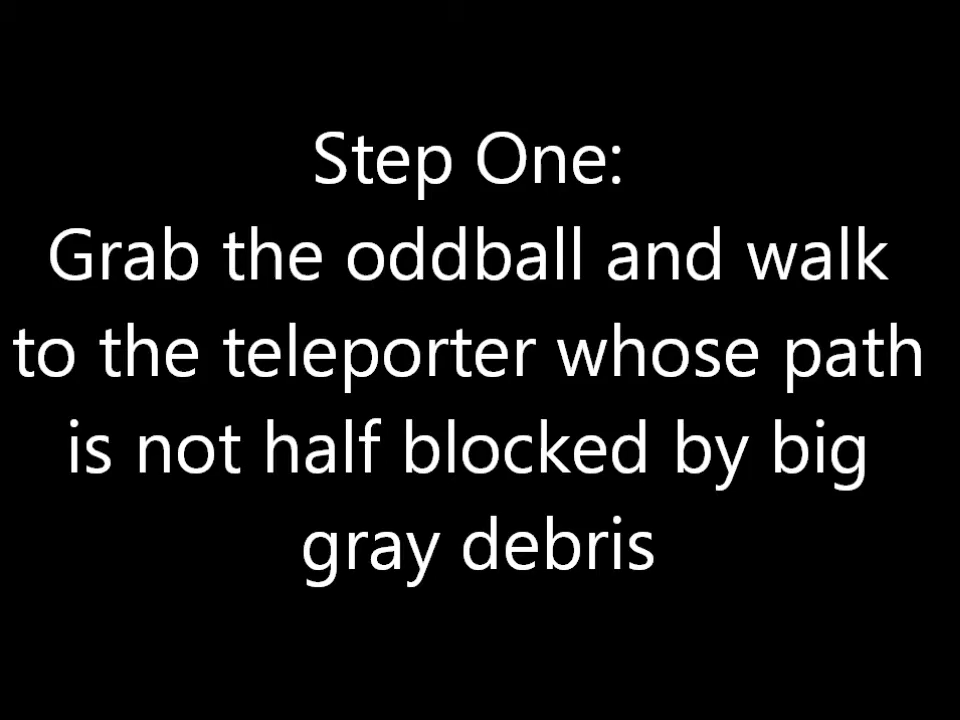 Step One:
Grab the oddball and walk
to the teleporter whose path
is not half blocked by big
gray debris